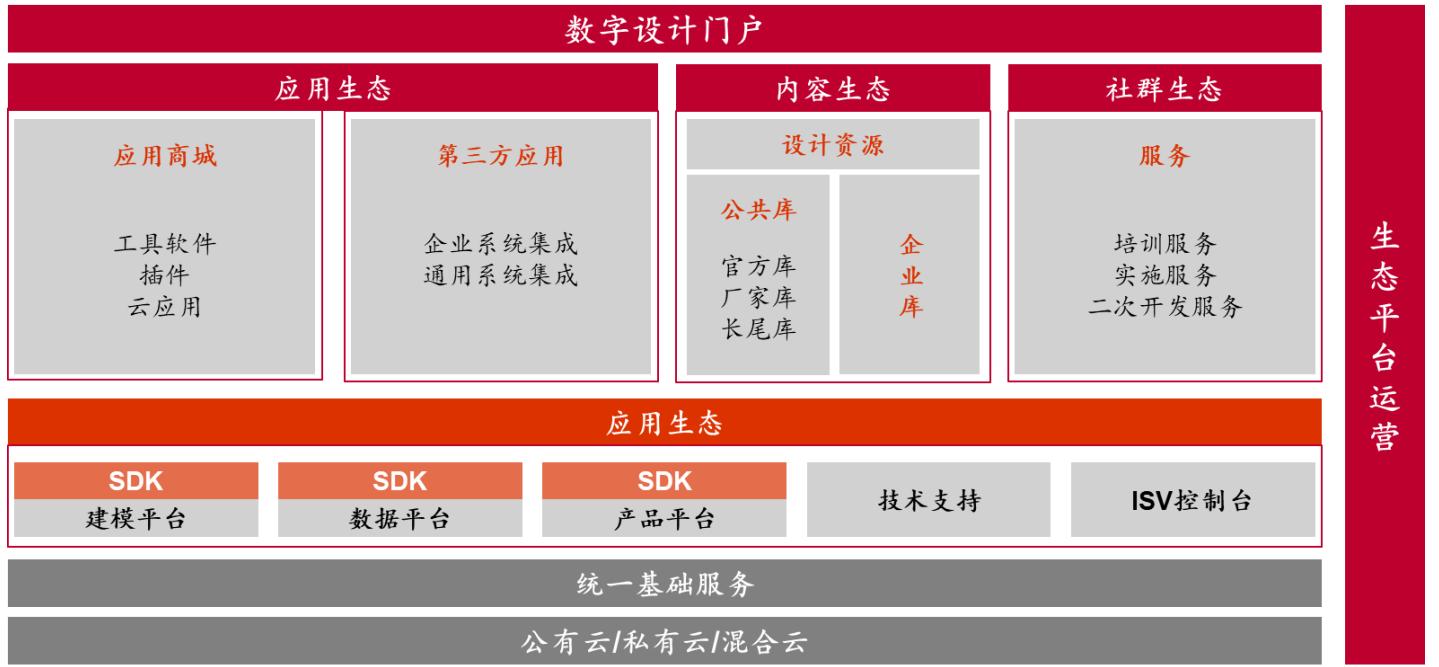 数字设计门户
应用生态
应用商城
工具软件
插件
云应用
第三方应用
企业系统集成
通用系统集成
内容生态
设计资源
公共库
官方库
厂家库
长尾库
企
业
库
社群生态
服务
培训服务
实施服务
二次开发服务
应用生态
SDK
建模平台
SDK
数据平台
SDK
产品平台
技术支持
ISV控制台
统一基础服务
公有云/私有云/混合云
生
态
平
台
运
营